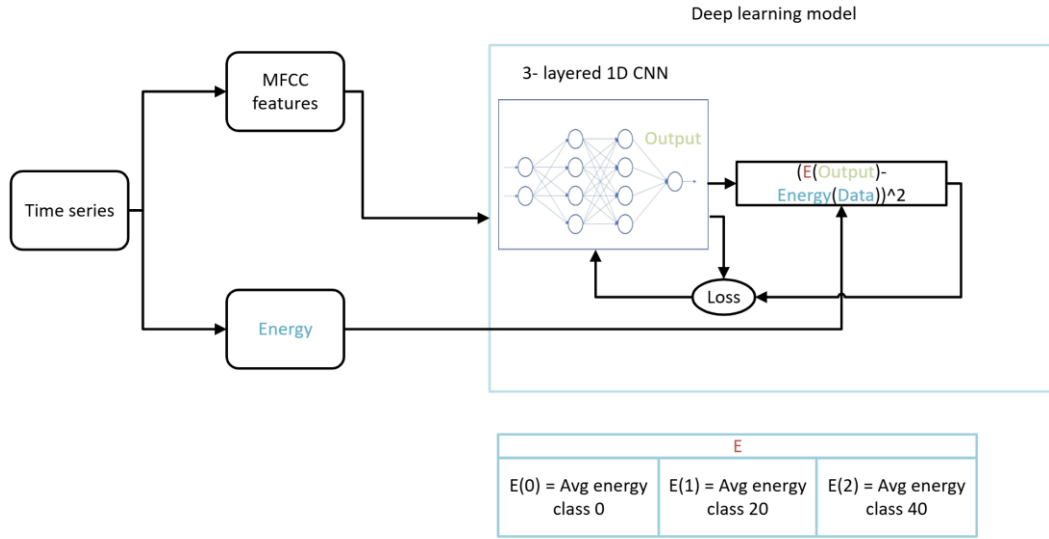 Deep learning model
3- layered 1D CNN
MFCC
features
Output
(E(Output)-
Energy(Data))^2
Time series
Loss
Energy
E
E(0) = Avg energy
class 0
E(1) = Avg energy
class 20
E(2) = Avg energy
class 40